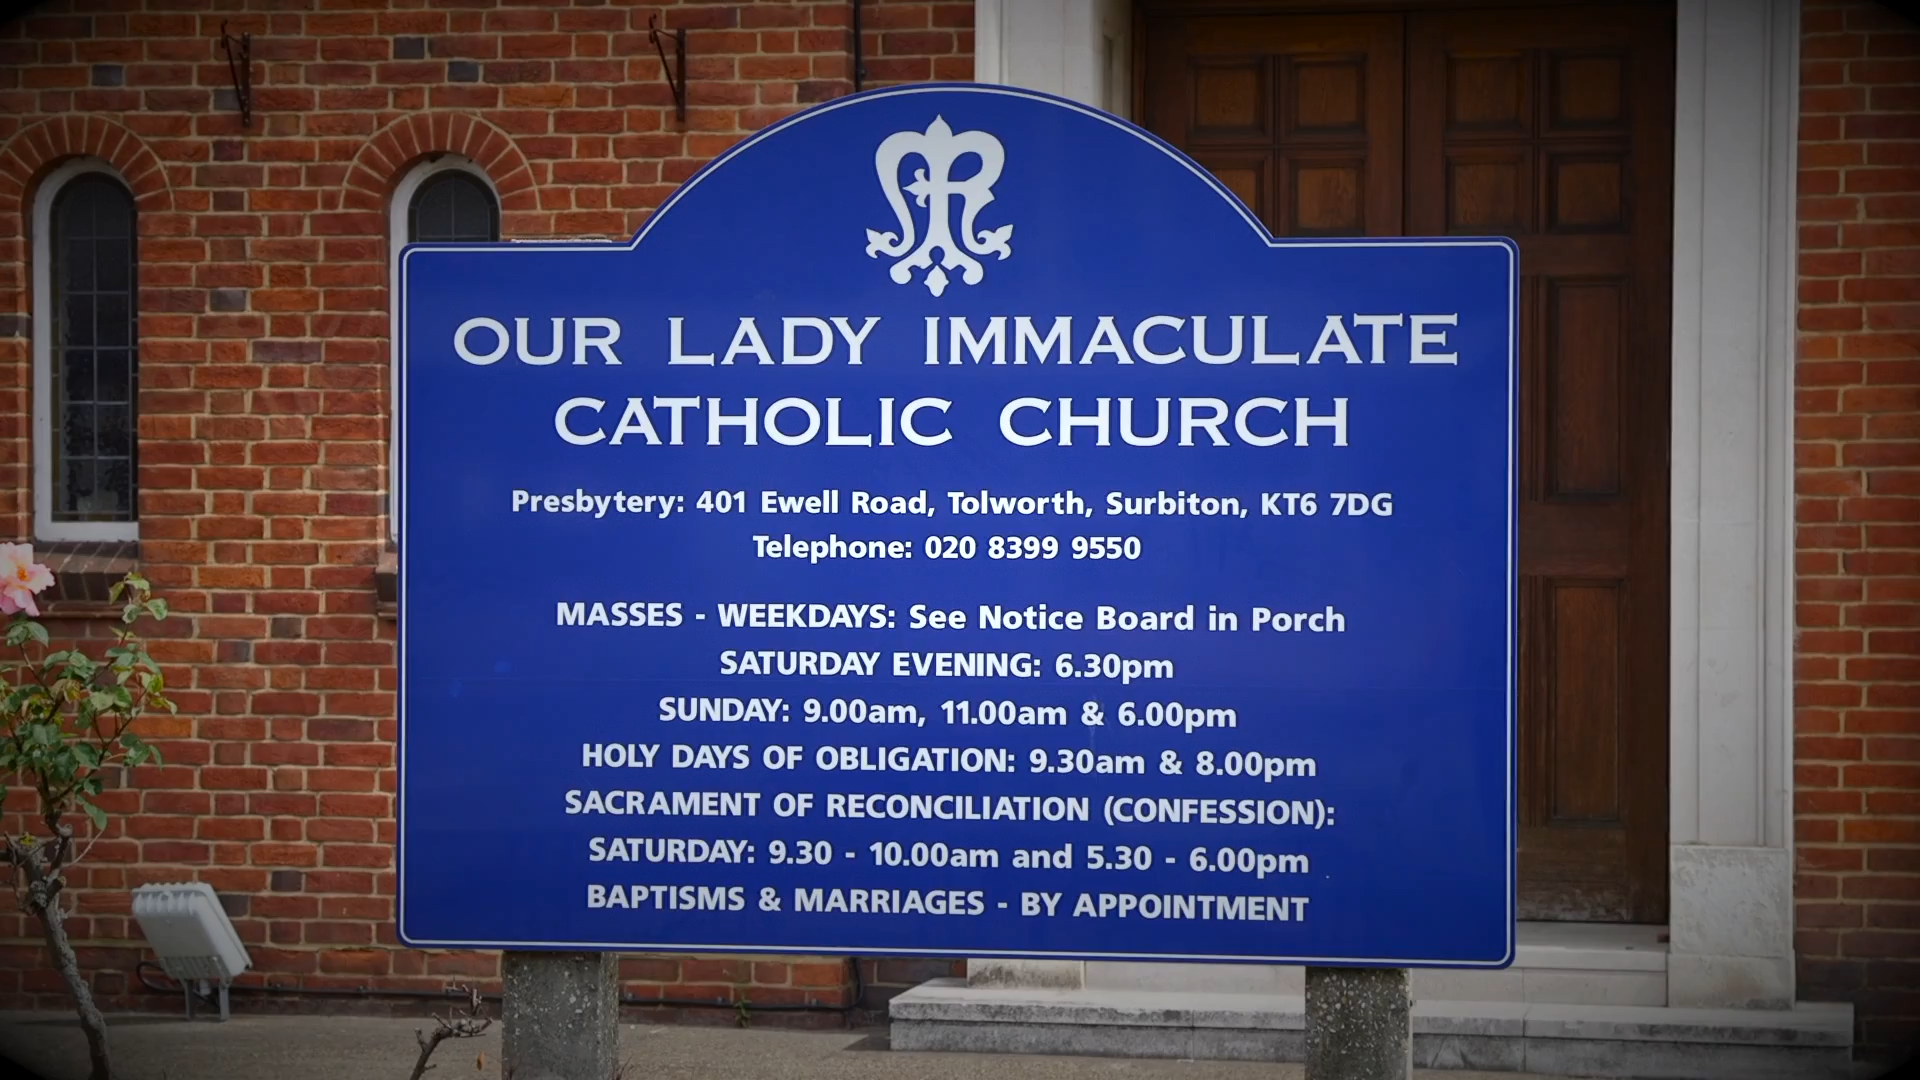 OUR LADY IMMACULATE
CATHOLIC CHURCH
Presbytery: 401 Ewell Road, Tolworth, Surbiton, KT6 7DG
Telephone: 020 8399 9550
MASSES - WEEKDAYS: See Notice Board in Porch
SATURDAY EVENING: 6.30pm
SUNDAY: 9.00am, 11.00am & 6.00pm
HOLY DAYS OF OBLIGATION: 9.30am & 8.00pm
SACRAMENT OF RECONCILIATION (CONFESSION):
SATURDAY: 9.30 - 10.00am and 5.30 - 6.00pm
BAPTISMS & MARRIAGES - BY APPOINTMENT